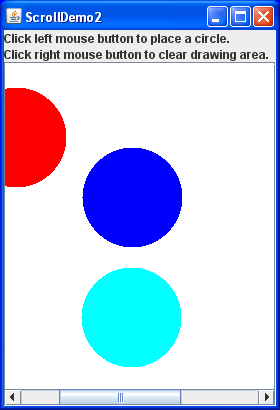 ScrollDemo2
Click left mouse button to place a circle.
Click right mouse button to clear drawing area.